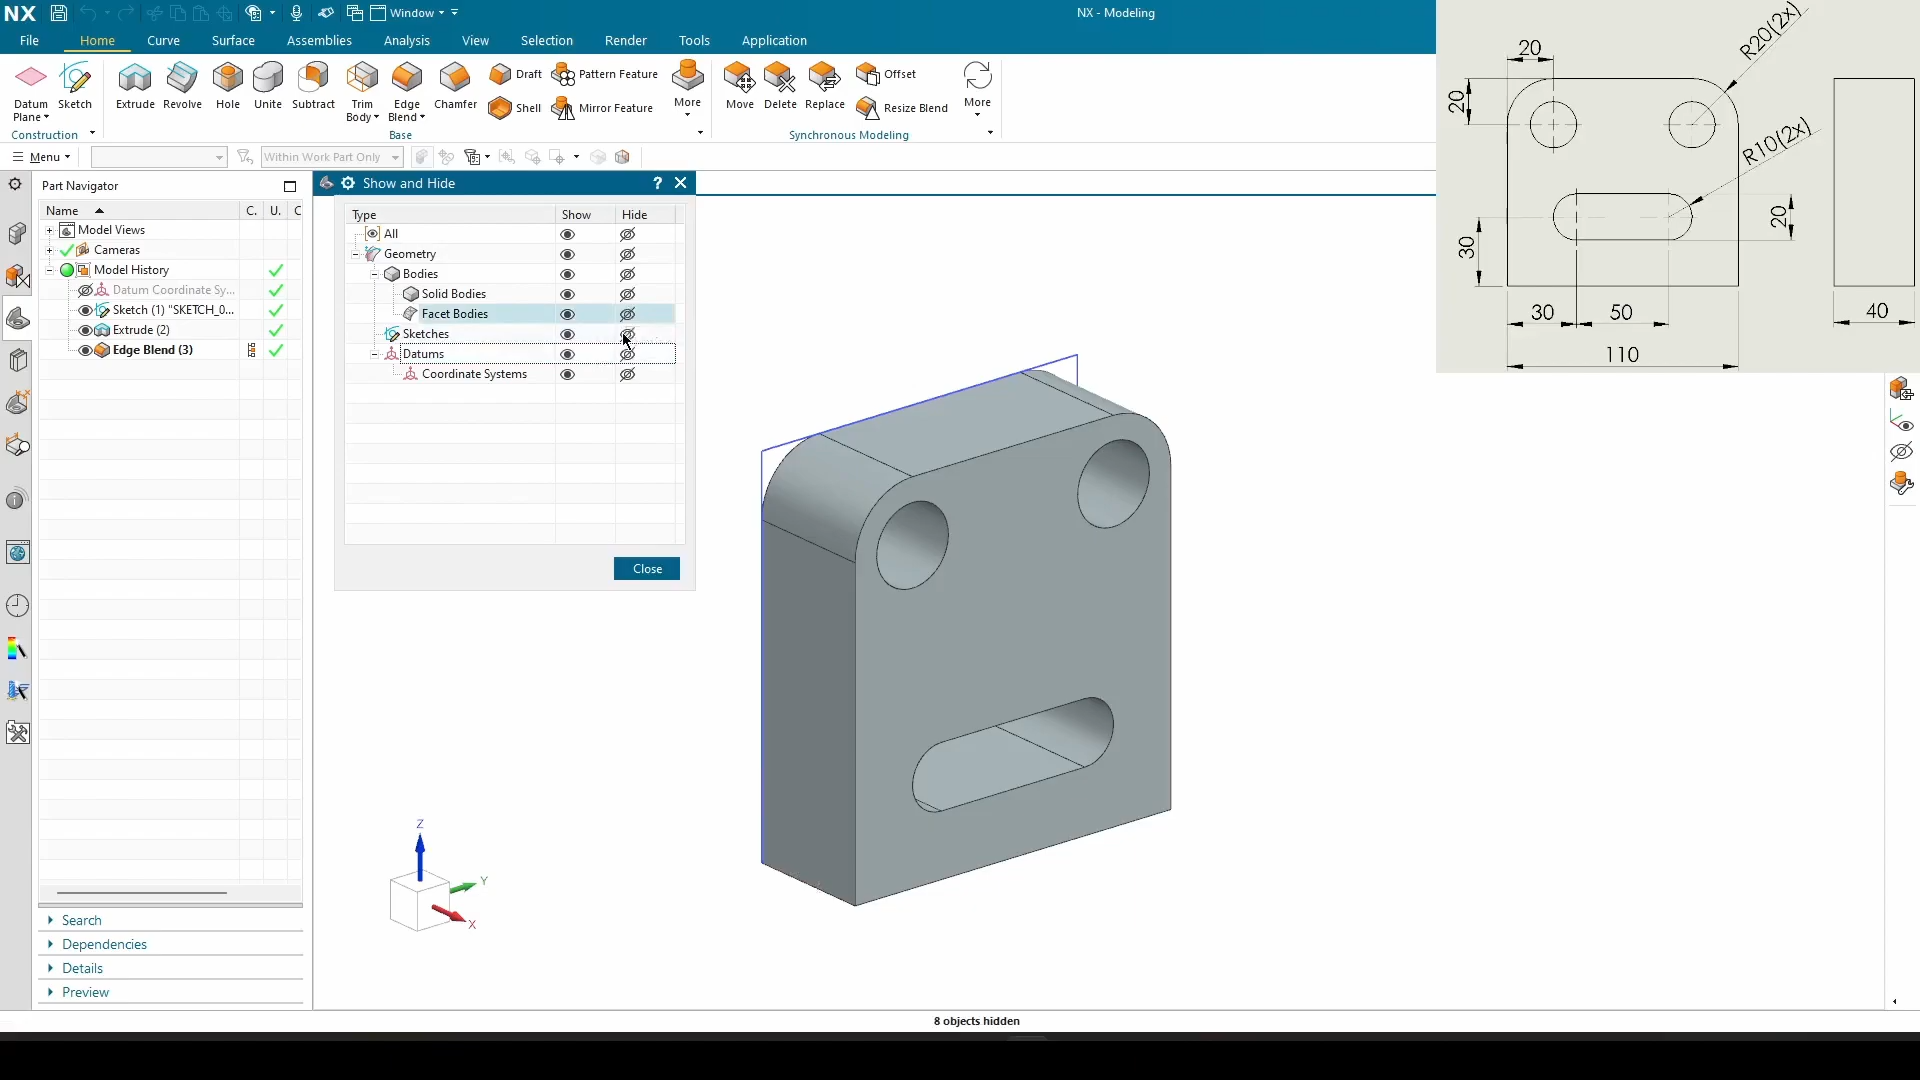 NX
Window
NX - Modeling
File
Home
Curve
Surface
Assemblies
Analysis
View
Selection
Render
Tools
Application
Datum
Plane
Sketch
Extrude
Revolve
Hole
Unite
Subtract
Trim
Body
Edge
Blend
Chamfer
Draft
Shell
Pattern Feature
Mirror Feature
More
Move
Delete
Replace
Offset
Resize Blend
More
Construction
Base
Synchronous Modeling
Menu
Within Work Part Only
Part Navigator
Name
C.
U.
C
Model Views
Cameras
Model History
Datum Coordinate Sy...
Sketch (1) "SKETCH_0...
Extrude (2)
Edge Blend (3)
Search
Dependencies
Details
Preview
Show and Hide
?
Type
Show
Hide
All
Geometry
Bodies
Solid Bodies
Facet Bodies
Sketches
Datums
Coordinate Systems
Close
Z
Y
X
20
R20(2x)
20
R10(2x)
20
30
30
50
40
110
8 objects hidden